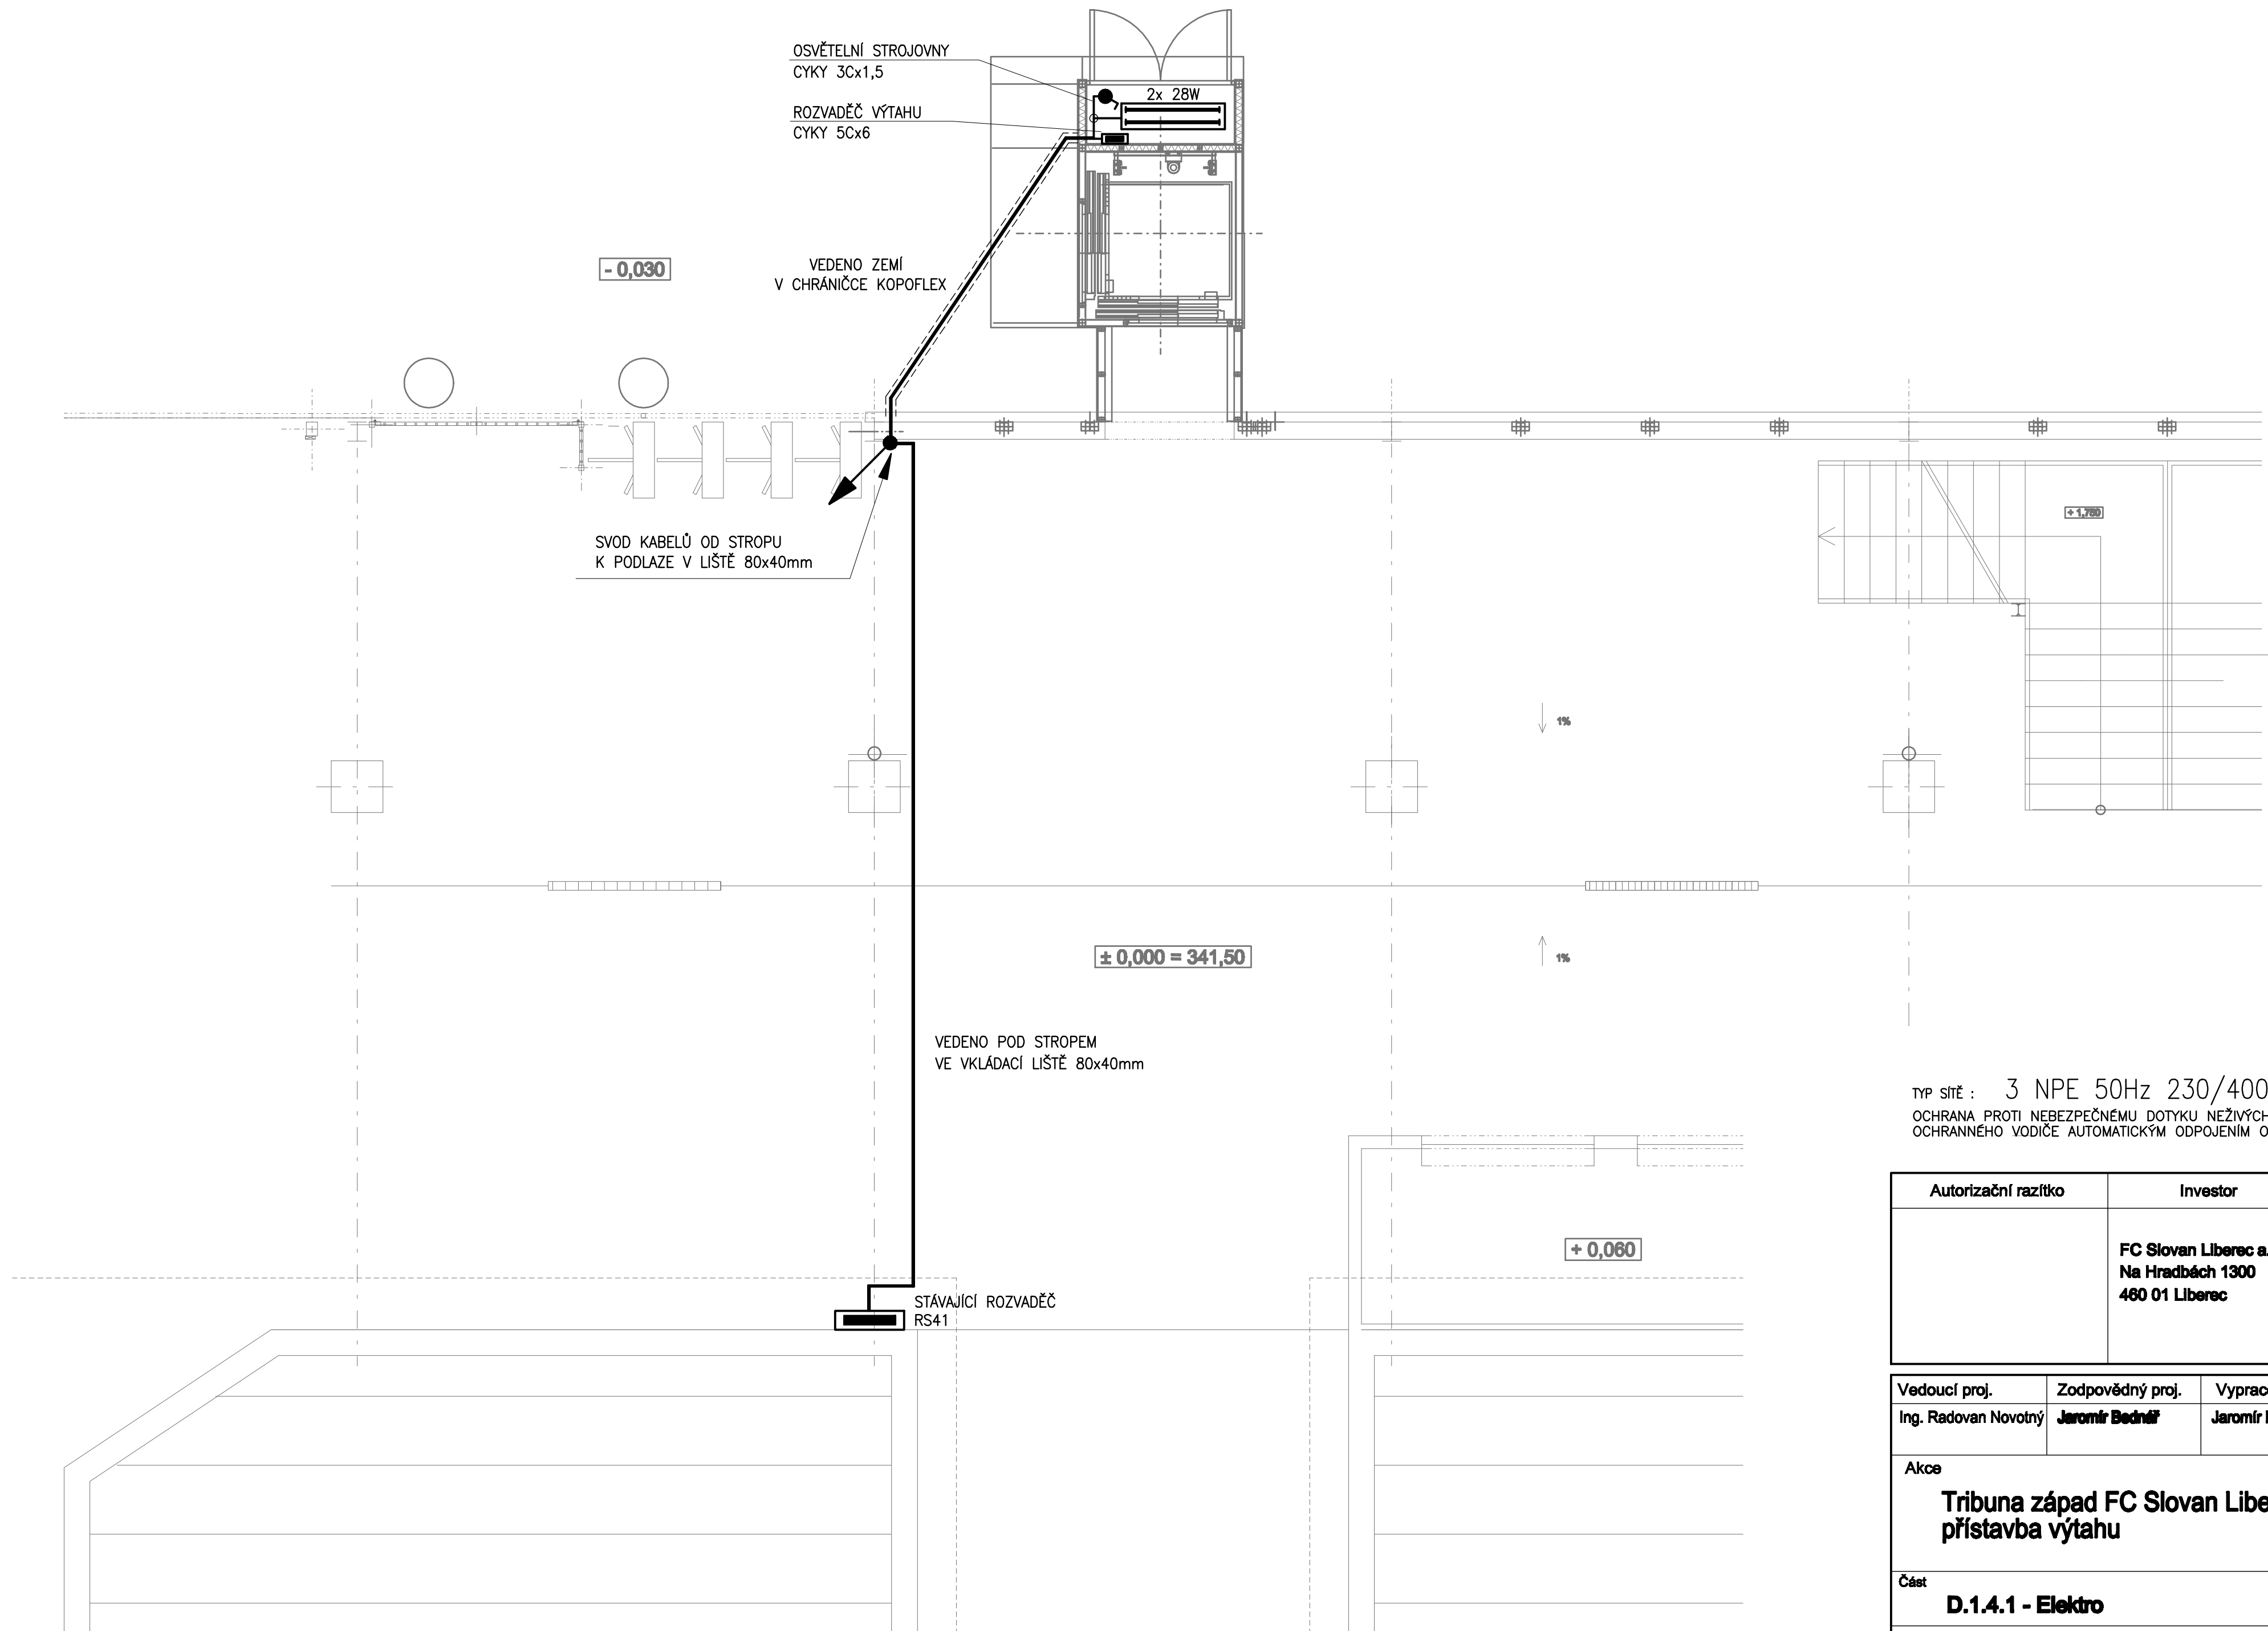 OSVĚTELNÍ STROJOVNY
CYKY 3Cx1,5
2x 28W
ROZVADĚČ VÝTAHU
CYKY 5Cx6
VEDENO ZEMÍ
V CHRÁNIČCE KOPOFLEX
- 0,030
SVOD KABELŮ OD STROPU
K PODLAZE V LIŠTĚ 80x40mm
+ 1,780
1%
± 0,000 = 341,50
1%
VEDENO POD STROPEM
VE VKLÁDACÍ LIŠTĚ 80x40mm
TYP SÍTĚ : 3 NPE 50Hz 230/400
OCHRANA PROTI NEBEZPEČNÉMU DOTYKU NEŽIVÝCH
OCHRANNÉHO VODIČE AUTOMATICKÝM ODPOJENÍM O
+ 0,060
STÁVAJÍCÍ ROZVADĚČ
RS41
Autorizační razítko
Investor
FC Slovan Liberec a.
Na Hradbách 1300
460 01 Liberec
Vedoucí proj.
Zodpovědný proj.
Vyprac
Ing. Radovan Novotný
Jaromír Bednář
Jaromír
Akce
Tribuna západ FC Slovan Libe
přístavba výtahu
Část
D.1.4.1 - Elektro